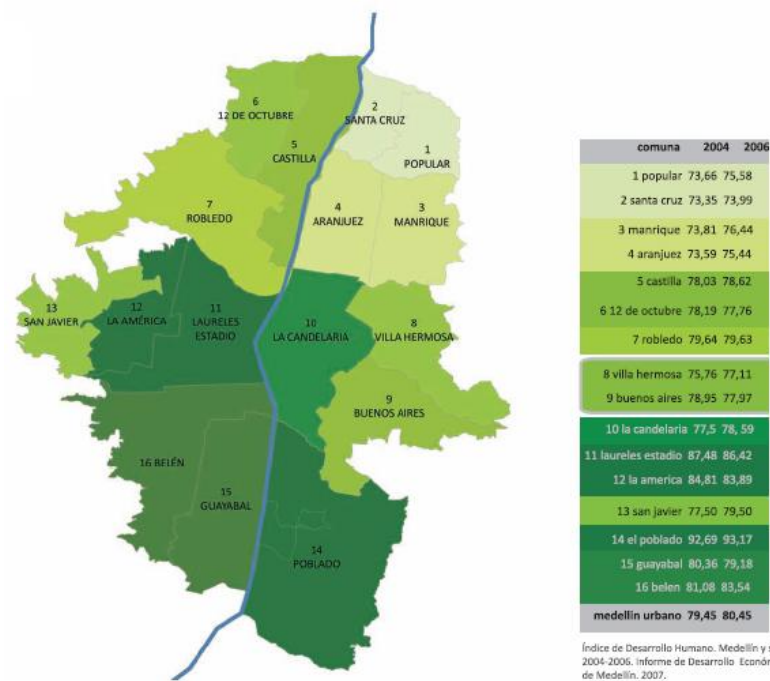 6
12 DE OCTUBRE
2
SANTA CRUZ
5
CASTILLA
1
POPULAR
7
ROBLEDO
4
ARANJUEZ
3
MANRIQUE
13
SAN JAVIER
12
LA AMÉRICA
11
LAURELES
ESTADIO
10
LA CANDELARIA
8
VILLA HERMOSA
9
BUENOS AIRES
16 BELÉN
15
GUAYABAL
14
POBLADO
comuna 2004 2006
1 popular 73,66 75,58
2 santa cruz 73,35 73,99
3 manrique 73,81 76,44
4 aranjuez 73,59 75,44
5 castilla 78,03 78,62
6 12 de octubre 78,19 77,76
7 robledo 79,64 79,63
8 villa hermosa 75,76 77,11
9 buenos aires 78,95 77,97
10 la candelaria 77,5 78, 59
11 laureles estadio 87,48 86,42
12 la america 84,81 83,89
13 san javier 77,50 79,50
14 el poblado 92,69 93,17
15 guayabal 80,36 79,18
16 belen 81,08 83,54
medellin urbano 79,45 80,45
Índice de Desarrollo Humano. Medellín y s
2004-2006. Informe de Desarrollo Económ
de Medellín. 2007.